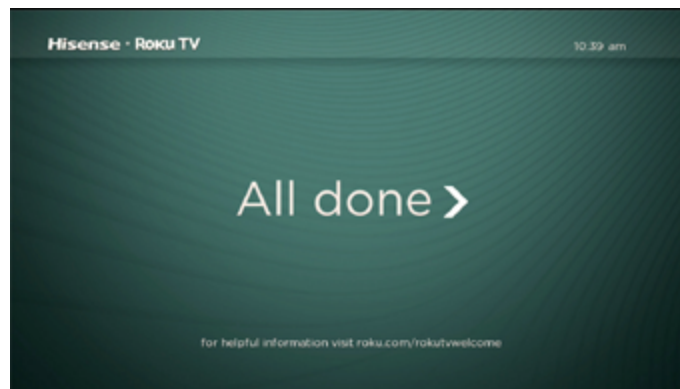 Hisense • Roku TV
10:39 am
All done >
for helpful information visit roku.com/rokutvwelcome